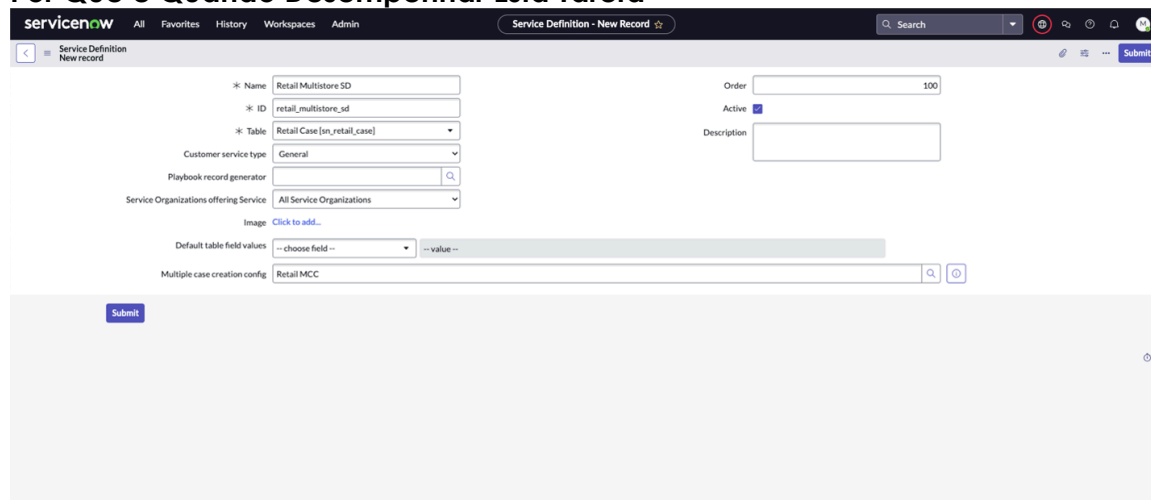 Por Que e Quando Desempenhar Esta Tarefa
servicenow All Favorites History Workspaces Admin Service Definition - New Record ☆ Search M
Service Definition
New record
Submit
✳ Name Retail Multistore SD Order 100
✳ ID retail_multistore_sd Active
✳ Table Retail Case [sn_retail_case] Description
Customer service type General
Playbook record generator
Service Organizations offering Service All Service Organizations
Image Click to add...
Default table field values -- choose field -- -- value --
Multiple case creation config Retail MCC
Submit